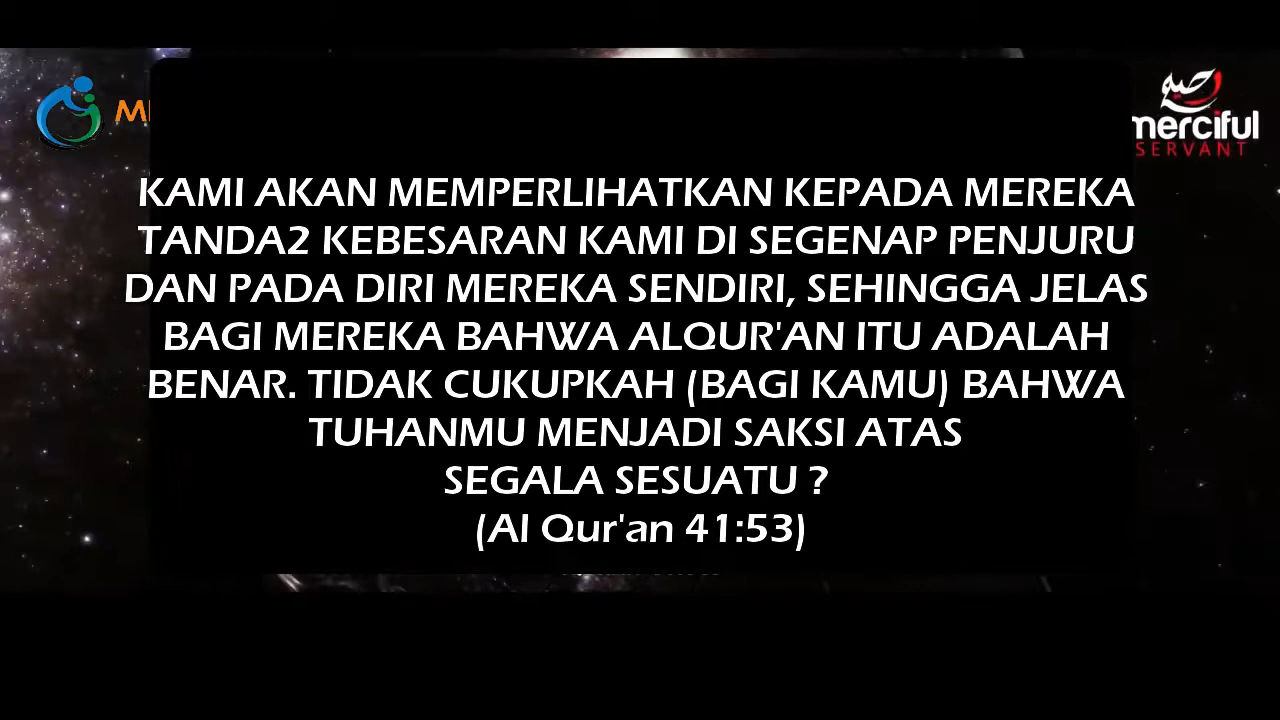 رحيم
merciful
SERVANT
KAMI AKAN MEMPERLIHATKAN KEPADA MEREKA
TANDA2 KEBESARAN KAMI DI SEGENAP PENJURU
DAN PADA DIRI MEREKA SENDIRI, SEHINGGA JELAS
BAGI MEREKA BAHWA ALQUR'AN ITU ADALAH
BENAR. TIDAK CUKUPKAH (BAGI KAMU) BAHWA
TUHANMU MENJADI SAKSI ATAS
SEGALA SESUATU ?
(Al Qur'an 41:53)